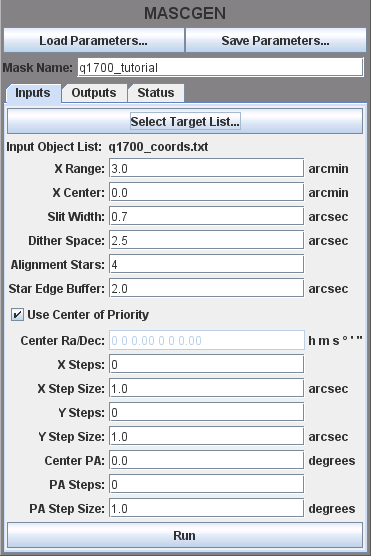 MASCGEN
Load Parameters... Save Parameters...
Mask Name: q1700_tutorial
Inputs Outputs Status
Select Target List...
Input Object List: q1700_coords.txt
X Range: 3.0 arcmin
X Center: 0.0 arcmin
Slit Width: 0.7 arcsec
Dither Space: 2.5 arcsec
Alignment Stars: 4
Star Edge Buffer: 2.0 arcsec
Use Center of Priority
Center Ra/Dec: 0 0 0.00 0 0 0.00 h m s ° ' "
X Steps: 0
X Step Size: 1.0 arcsec
Y Steps: 0
Y Step Size: 1.0 arcsec
Center PA: 0.0 degrees
PA Steps: 0
PA Step Size: 1.0 degrees
Run